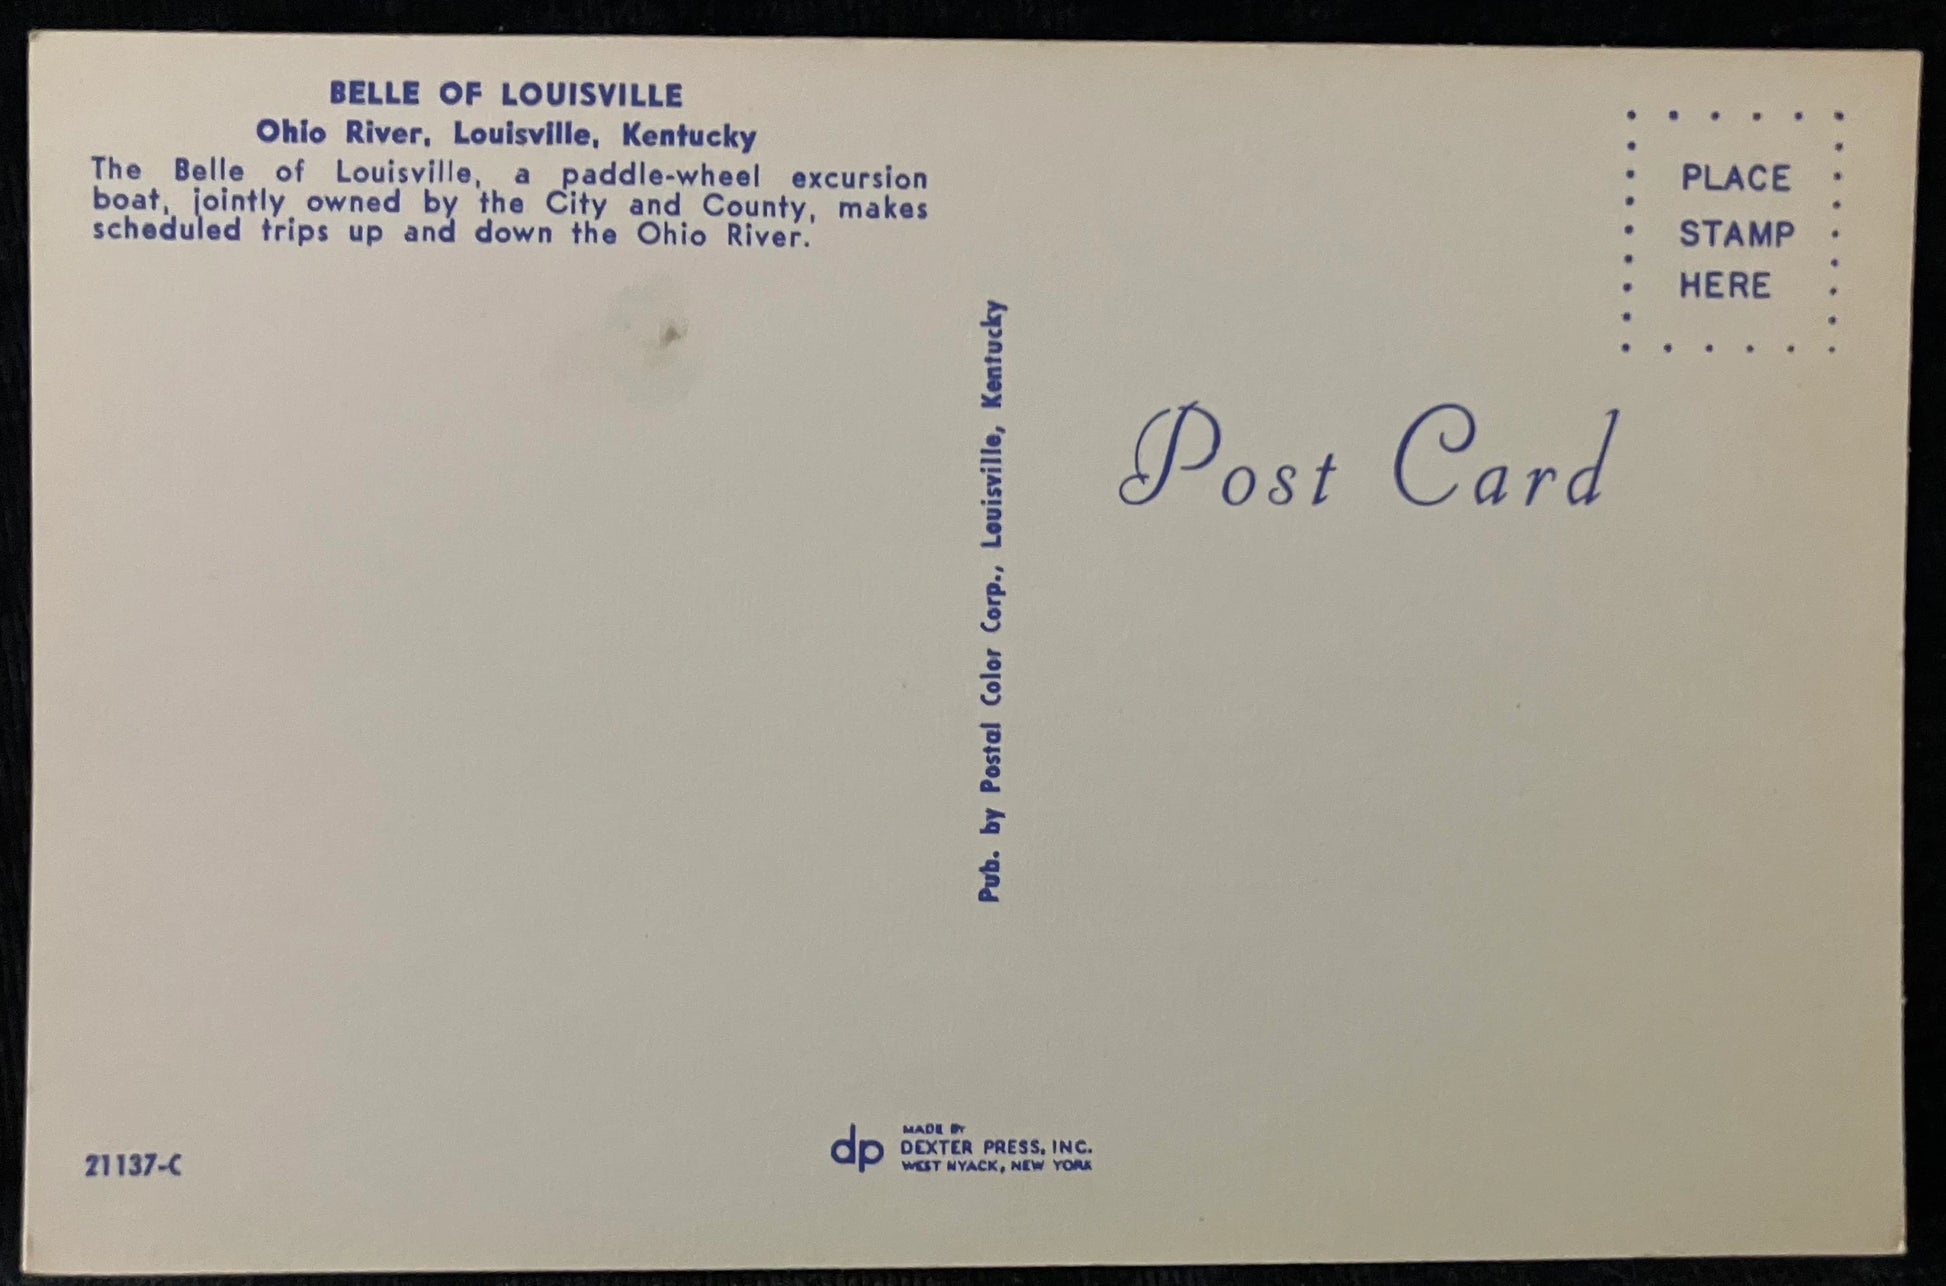 BELLE OF LOUISVILLE
Ohio River, Louisville, Kentucky
The Belle of Louisville, a paddle-wheel excursion
boat, jointly owned by the City and County, makes
scheduled trips up and down the Ohio River.
PLACE
STAMP
HERE
Post Card
Pub. by Postal Color Corp., Louisville, Kentucky
21137-C
dp
MADE BY
DEXTER PRESS, INC.
WEST NYACK, NEW YORK